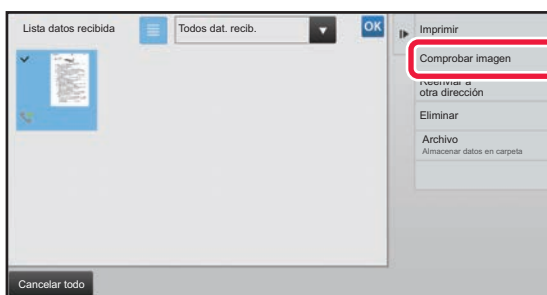 Lista datos recibida
Todos dat. recib.
OK
Imprimir
Comprobar imagen
Reenviar a
otra dirección
Eliminar
Archivo
Almacenar datos en carpeta
Cancelar todo